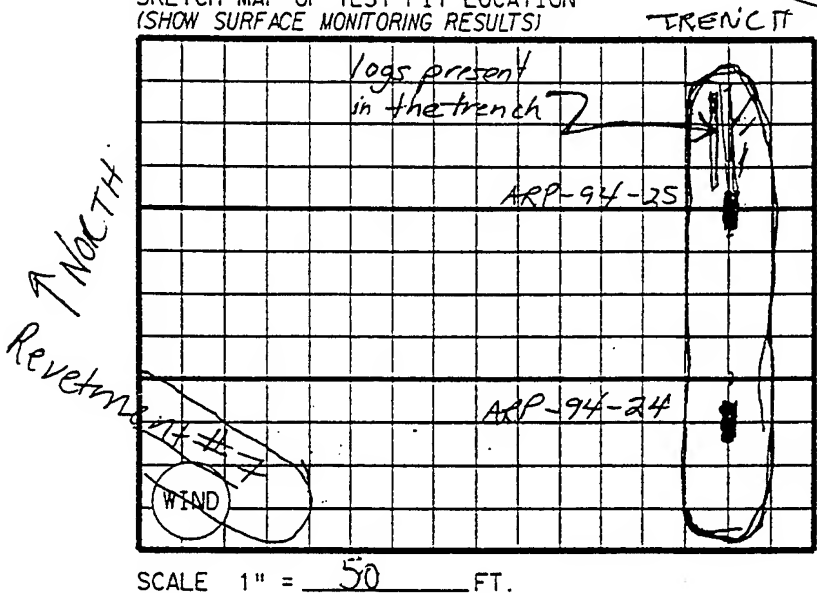 SKETCH MAP OF TEST PIT LOCATION
(SHOW SURFACE MONITORING RESULTS)
TRENCH
logs present
in the trench
ARP-94-25
↑ NORTH
Revetment #7
ARP-94-24
WIND
SCALE 1" = 50 FT.